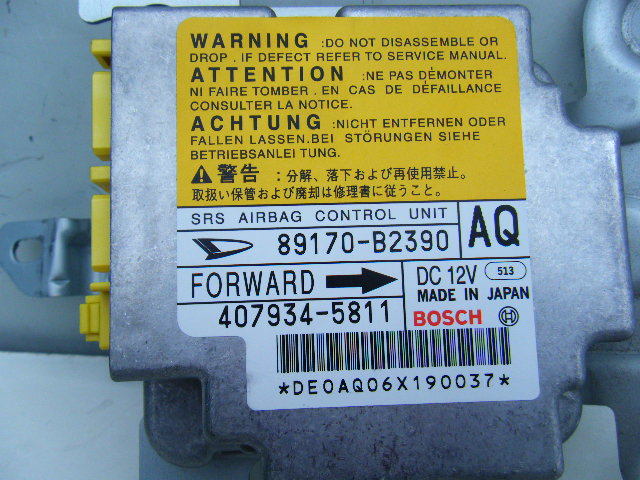 WARNING :DO NOT DISASSEMBLE OR
DROP . IF DEFECT REFER TO SERVICE MANUAL.
ATTENTION :NE PAS DÉMONTER
NI FAIRE TOMBER . EN CAS DE DÉFAILLANCE
CONSULTER LA NOTICE.
ACHTUNG :NICHT ENTFERNEN ODER
FALLEN LASSEN.BEI STÖRUNGEN SIEHE
BETRIEBSANLEI TUNG.
警告 : 分解、落下および再使用禁止。
取扱い保管および廃却は修理書に従うこと。
SRS AIRBAG CONTROL UNIT
89170-B2390
AQ
FORWARD
DC 12V 513
MADE IN JAPAN
407934-5811
BOSCH
*DE0AQ06X190037*